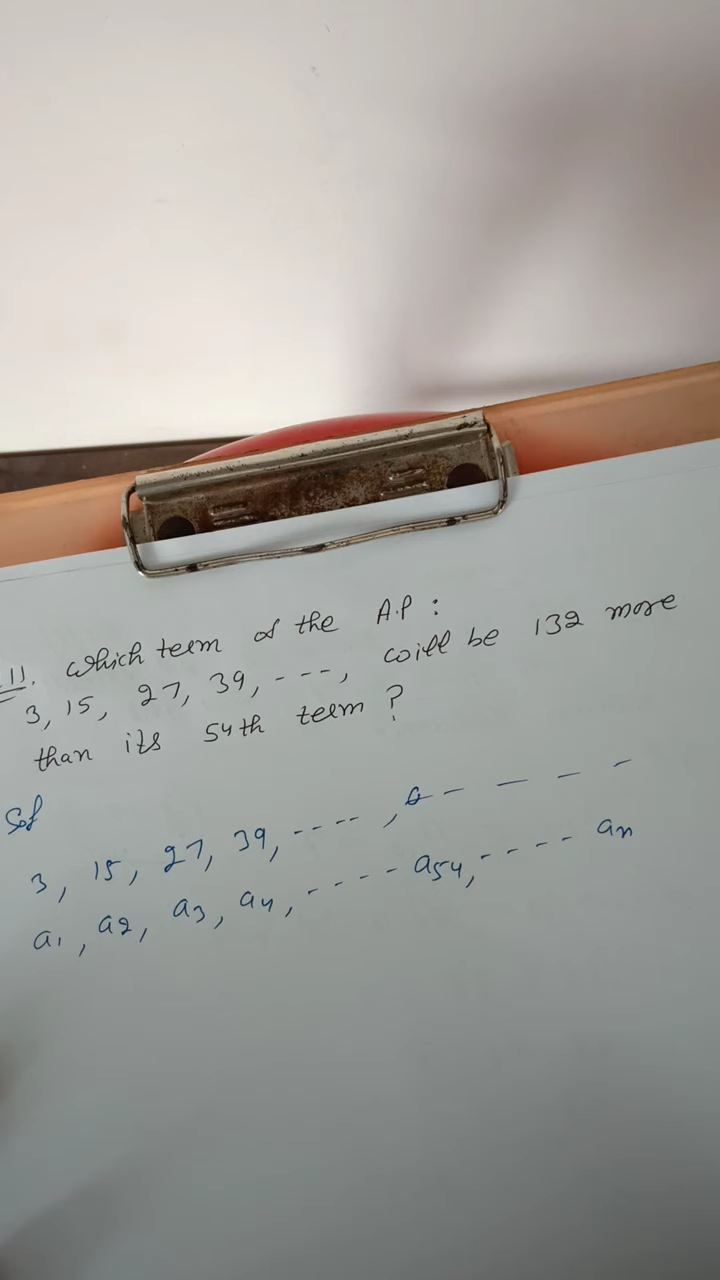 11. Which term of the A.P:
3, 15, 27, 39, ---, will be 132 more
than its 54th term?
Sol
3, 15, 27, 39, ----, - - - -
a1, a2, a3, a4, ---- a54, ---- an